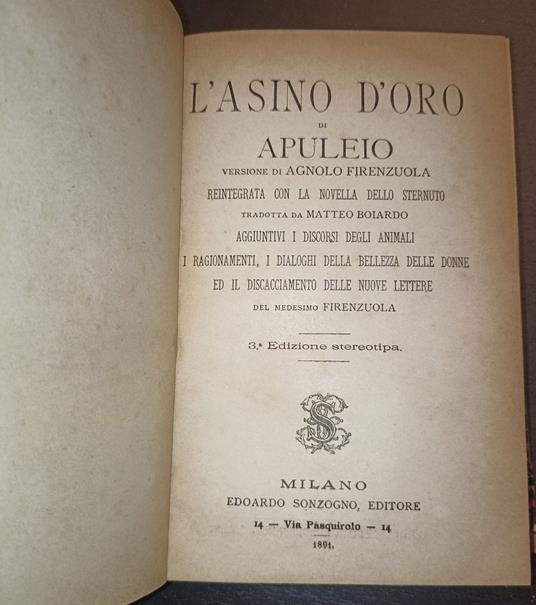 L'ASINO D'ORO
DI
APULEIO
VERSIONE DI AGNOLO FIRENZUOLA
REINTEGRATA CON LA NOVELLA DELLO STERNUTO
TRADOTTA DA MATTEO BOIARDO
AGGIUNTIVI I DISCORSI DEGLI ANIMALI
I RAGIONAMENTI, I DIALOGHI DELLA BELLEZZA DELLE DONNE
ED IL DISCACCIAMENTO DELLE NUOVE LETTERE
DEL MEDESIMO FIRENZUOLA
3.ª Edizione stereotipa.
MILANO
EDOARDO SONZOGNO, EDITORE
14 — Via Pasquirolo — 14
1891.